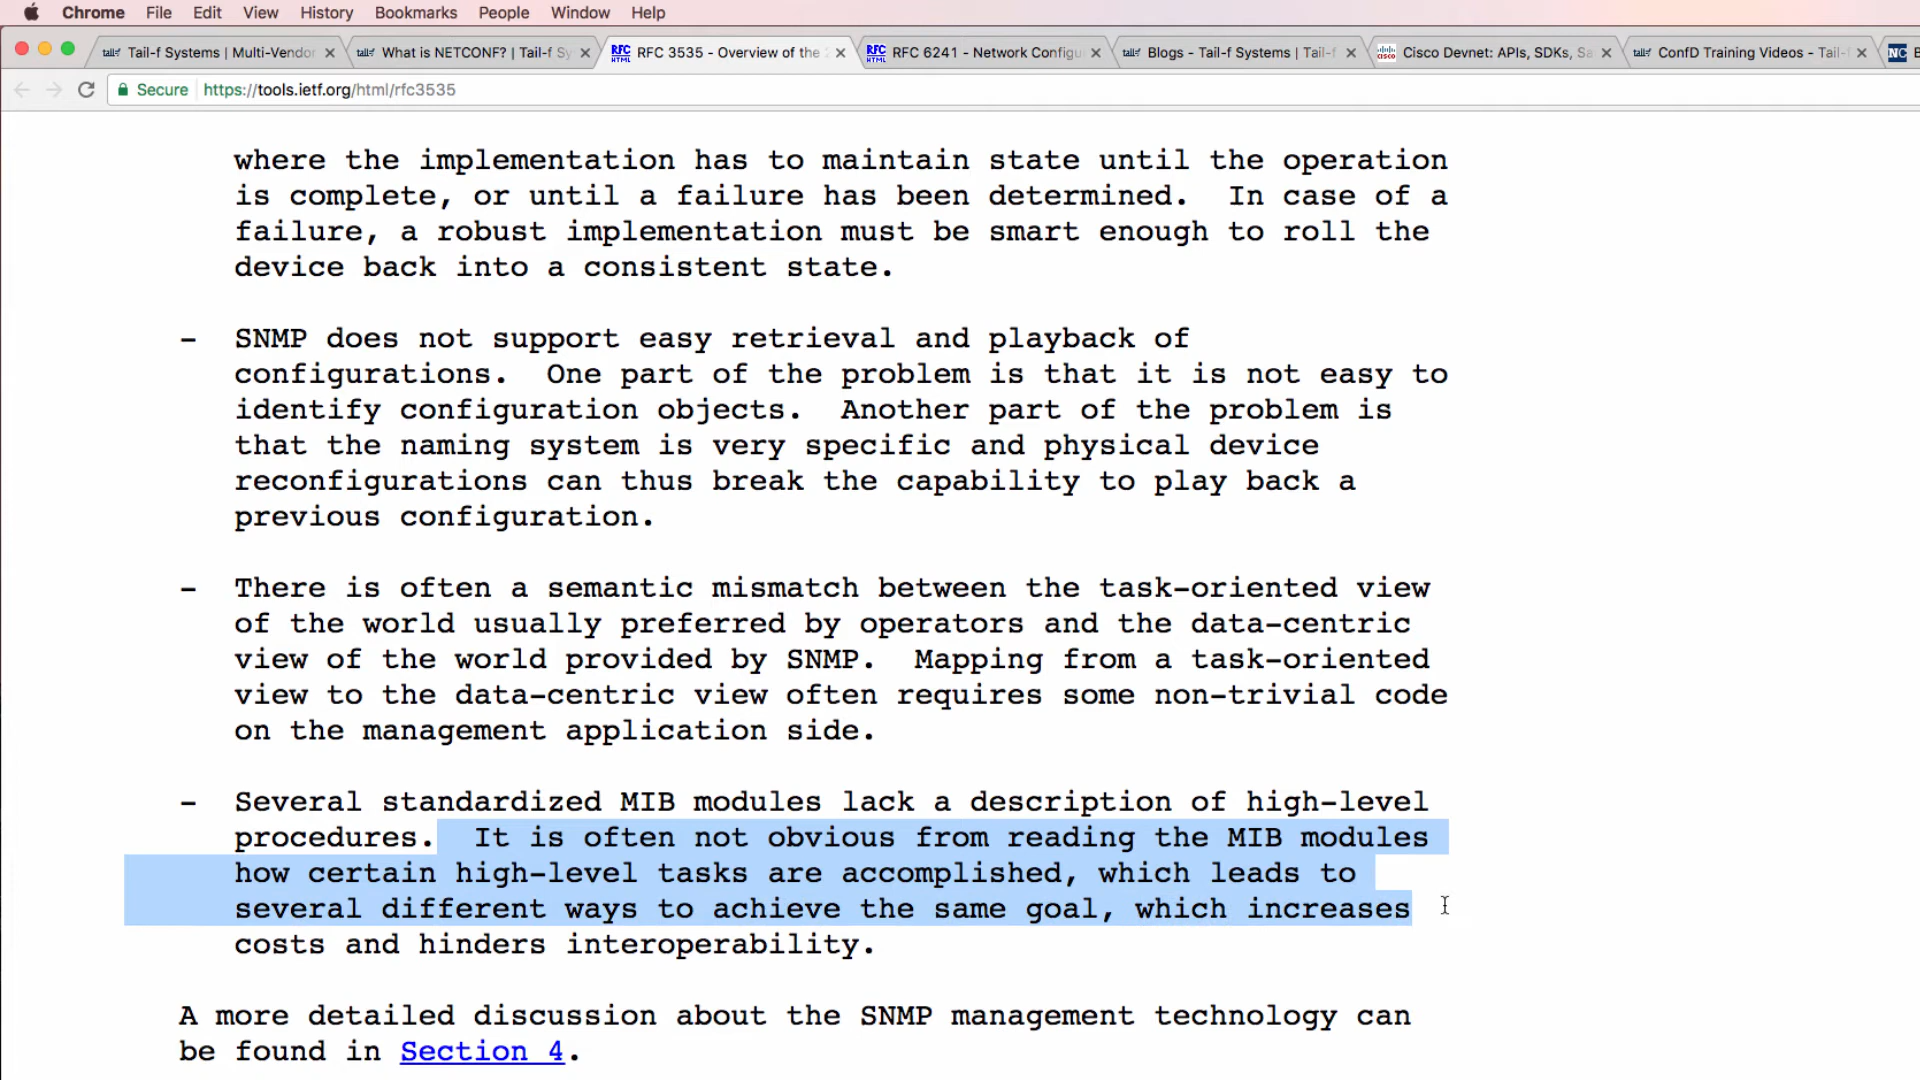 Chrome File Edit View History Bookmarks People Window Help
Tail-f Systems | Multi-Vendo What is NETCONF? | Tail-f Sy RFC HTML RFC 3535 - Overview of the 2 RFC HTML RFC 6241 - Network Configu Blogs - Tail-f Systems | Tail-f Cisco Devnet: APIs, SDKs, Sa ConfD Training Videos - Tail-f NC
Secure https://tools.ietf.org/html/rfc3535
where the implementation has to maintain state until the operation
is complete, or until a failure has been determined. In case of a
failure, a robust implementation must be smart enough to roll the
device back into a consistent state.
- SNMP does not support easy retrieval and playback of
configurations. One part of the problem is that it is not easy to
identify configuration objects. Another part of the problem is
that the naming system is very specific and physical device
reconfigurations can thus break the capability to play back a
previous configuration.
- There is often a semantic mismatch between the task-oriented view
of the world usually preferred by operators and the data-centric
view of the world provided by SNMP. Mapping from a task-oriented
view to the data-centric view often requires some non-trivial code
on the management application side.
- Several standardized MIB modules lack a description of high-level
procedures. It is often not obvious from reading the MIB modules
how certain high-level tasks are accomplished, which leads to
several different ways to achieve the same goal, which increases
costs and hinders interoperability.
A more detailed discussion about the SNMP management technology can
be found in Section 4.